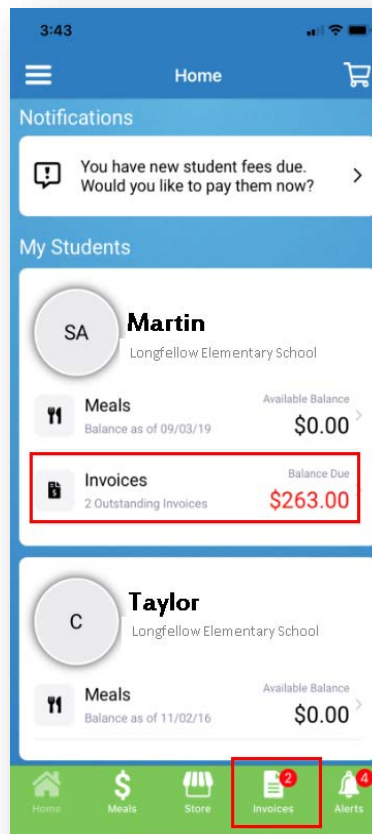 3:43
Home
Notifications
You have new student fees due.
Would you like to pay them now?
My Students
SA
Martin
Longfellow Elementary School
Meals
Available Balance
Balance as of 09/03/19
$0.00
Invoices
Balance Due
2 Outstanding Invoices
$263.00
C
Taylor
Longfellow Elementary School
Meals
Available Balance
Balance as of 11/02/16
$0.00
2
4
Home
Meals
Store
Invoices
Alerts